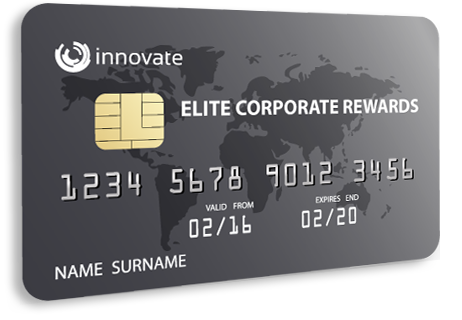 innovate
ELITE CORPORATE REWARDS
1234 5678 9012 3456
VALID FROM EXPIRES END
02/16 02/20
NAME SURNAME